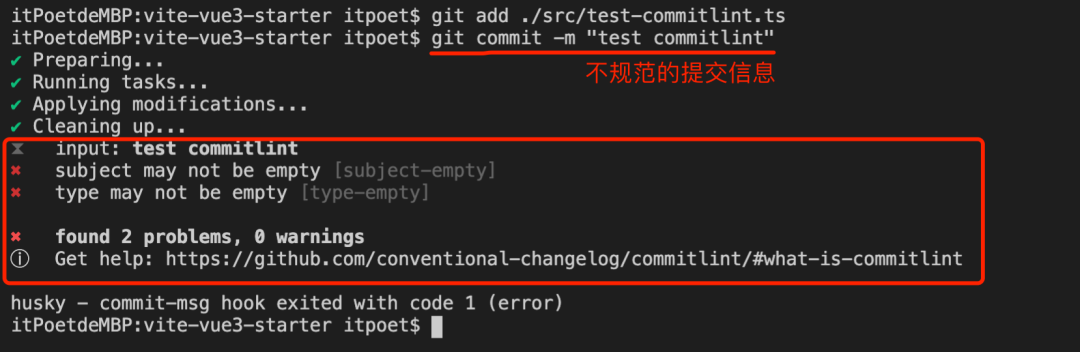 itPoetdeMBP:vite-vue3-starter itpoet$ git add ./src/test-commitlint.ts
itPoetdeMBP:vite-vue3-starter itpoet$ git commit -m "test commitlint"
不规范的提交信息
✔ Preparing...
✔ Running tasks...
✔ Applying modifications...
✔ Cleaning up...
⧗   input: test commitlint
✖   subject may not be empty [subject-empty]
✖   type may not be empty [type-empty]
✖   found 2 problems, 0 warnings
ⓘ   Get help: https://github.com/conventional-changelog/commitlint/#what-is-commitlint
husky - commit-msg hook exited with code 1 (error)
itPoetdeMBP:vite-vue3-starter itpoet$